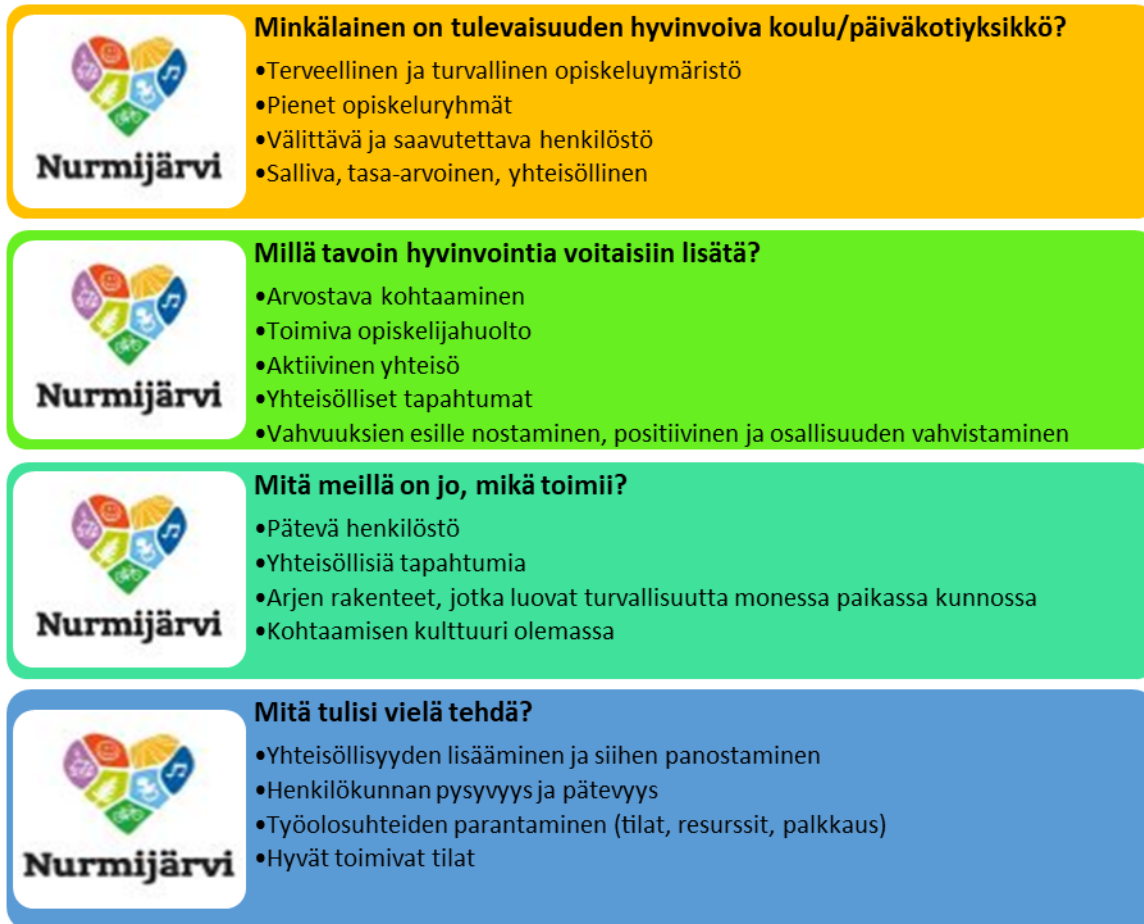 Minkälainen on tulevaisuuden hyvinvoiva koulu/päiväkotiyksikkö?
•Terveellinen ja turvallinen opiskeluymäristö
•Pienet opiskeluryhmät
•Välittävä ja saavutettava henkilöstö
•Salliva, tasa-arvoinen, yhteisöllinen
Nurmijärvi
Millä tavoin hyvinvointia voitaisiin lisätä?
•Arvostava kohtaaminen
•Toimiva opiskelijahuolto
•Aktiivinen yhteisö
•Yhteisölliset tapahtumat
•Vahvuuksien esille nostaminen, positiivinen ja osallisuuden vahvistaminen
Nurmijärvi
Mitä meillä on jo, mikä toimii?
•Pätevä henkilöstö
•Yhteisöllisiä tapahtumia
•Arjen rakenteet, jotka luovat turvallisuutta monessa paikassa kunnossa
•Kohtaamisen kulttuuri olemassa
Nurmijärvi
Mitä tulisi vielä tehdä?
•Yhteisöllisyyden lisääminen ja siihen panostaminen
•Henkilökunnan pysyvyys ja pätevyys
•Työolosuhteiden parantaminen (tilat, resurssit, palkkaus)
•Hyvät toimivat tilat
Nurmijärvi